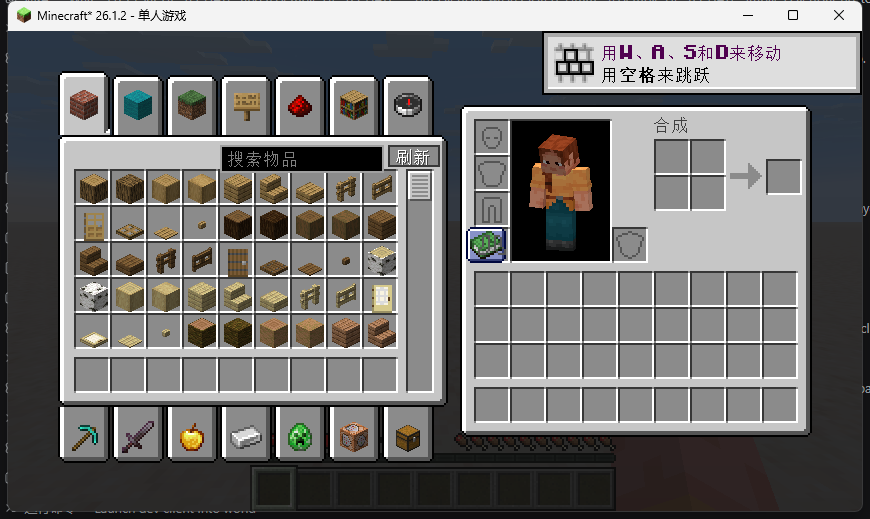 Minecraft* 26.1.2 - 单人游戏
用W、A、S和D来移动
用空格来跳跃
搜索物品
刷新
合成